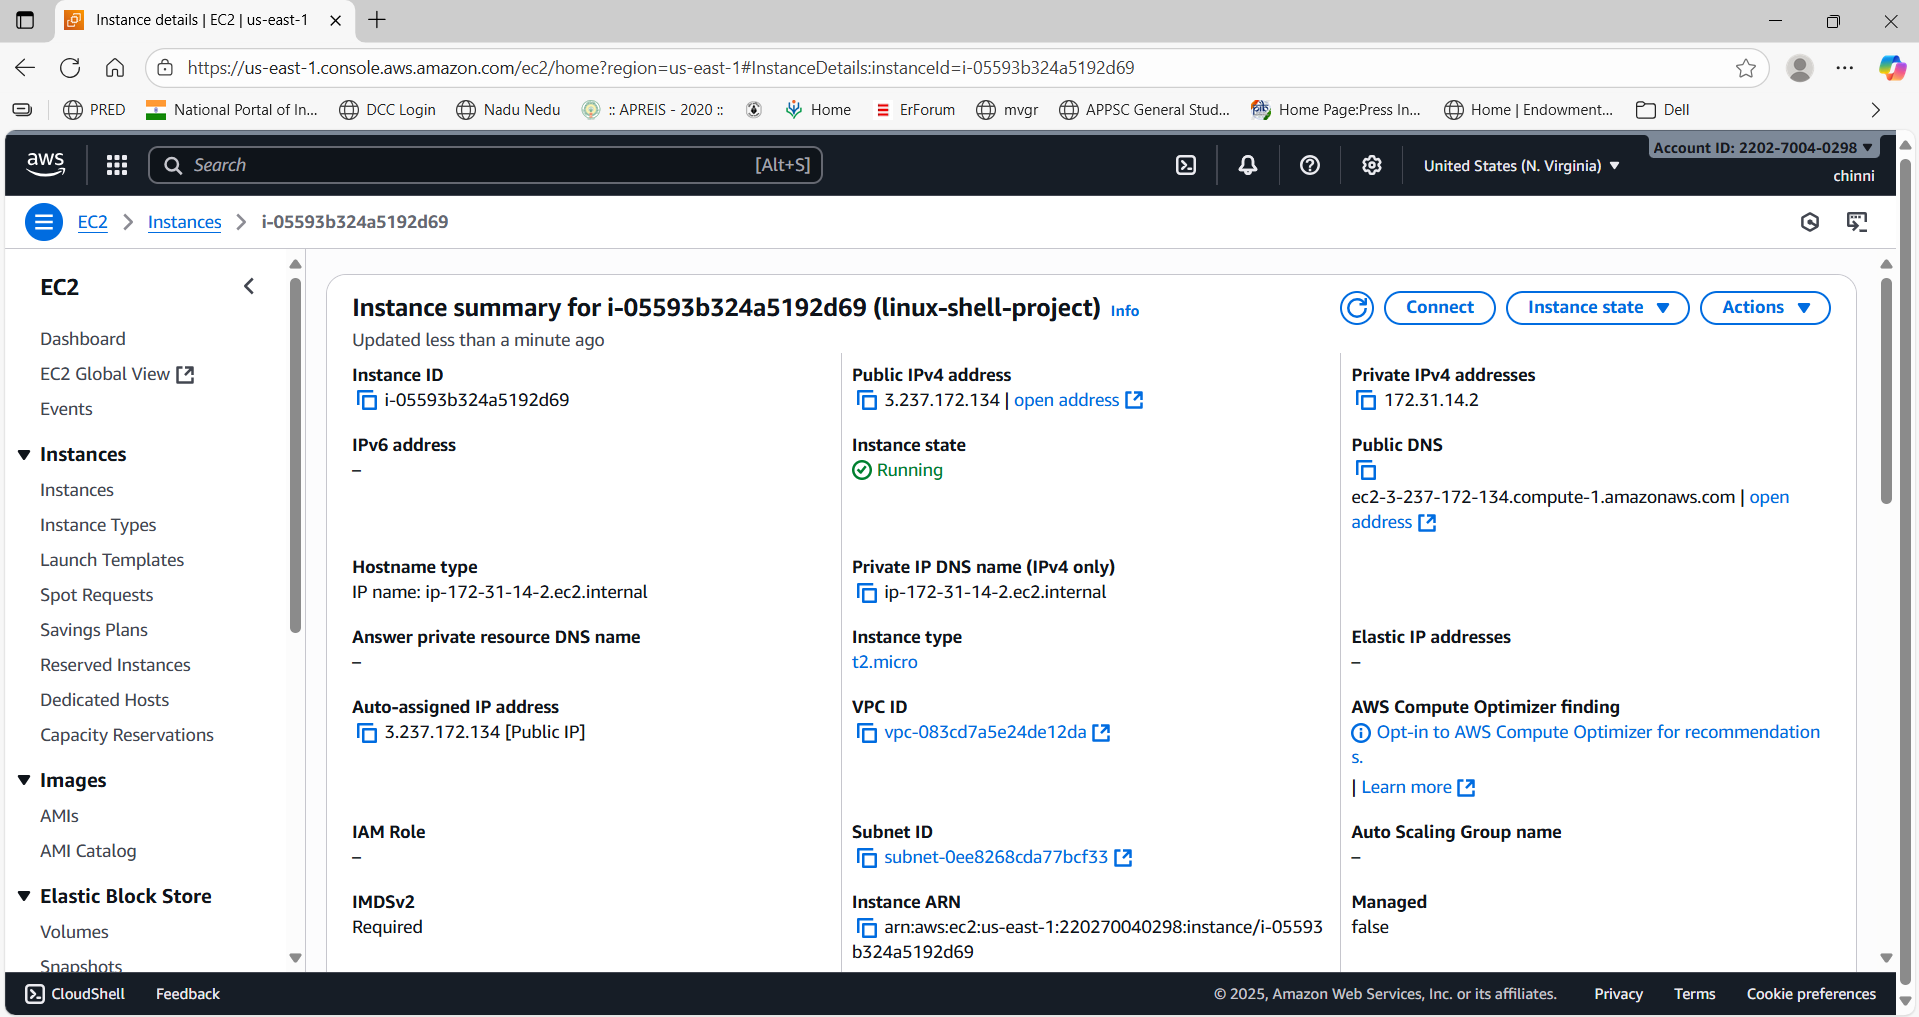 Instance details | EC2 | us-east-1
https://us-east-1.console.aws.amazon.com/ec2/home?region=us-east-1#InstanceDetails:instanceId=i-05593b324a5192d69
PRED
National Portal of In...
DCC Login
Nadu Nedu
:: APREIS - 2020 ::
Home
ErForum
mvgr
APPSC General Stud...
Home Page:Press In...
Home | Endowment...
Dell
aws
Search
[Alt+S]
United States (N. Virginia)
Account ID: 2202-7004-0298
chinni
EC2
Instances
i-05593b324a5192d69
EC2
Dashboard
EC2 Global View
Events
Instances
Instances
Instance Types
Launch Templates
Spot Requests
Savings Plans
Reserved Instances
Dedicated Hosts
Capacity Reservations
Images
AMIs
AMI Catalog
Elastic Block Store
Volumes
Snapshots
Instance summary for i-05593b324a5192d69 (linux-shell-project) Info
Updated less than a minute ago
Connect
Instance state
Actions
Instance ID
i-05593b324a5192d69
Public IPv4 address
3.237.172.134 | open address
Private IPv4 addresses
172.31.14.2
IPv6 address
–
Instance state
Running
Public DNS
ec2-3-237-172-134.compute-1.amazonaws.com | open
address
Hostname type
IP name: ip-172-31-14-2.ec2.internal
Private IP DNS name (IPv4 only)
ip-172-31-14-2.ec2.internal
Answer private resource DNS name
–
Instance type
t2.micro
Elastic IP addresses
–
Auto-assigned IP address
3.237.172.134 [Public IP]
VPC ID
vpc-083cd7a5e24de12da
AWS Compute Optimizer finding
Opt-in to AWS Compute Optimizer for recommendation
s.
| Learn more
IAM Role
–
Subnet ID
subnet-0ee8268cda77bcf33
Auto Scaling Group name
–
IMDSv2
Required
Instance ARN
arn:aws:ec2:us-east-1:220270040298:instance/i-05593
b324a5192d69
Managed
false
CloudShell
Feedback
© 2025, Amazon Web Services, Inc. or its affiliates.
Privacy
Terms
Cookie preferences